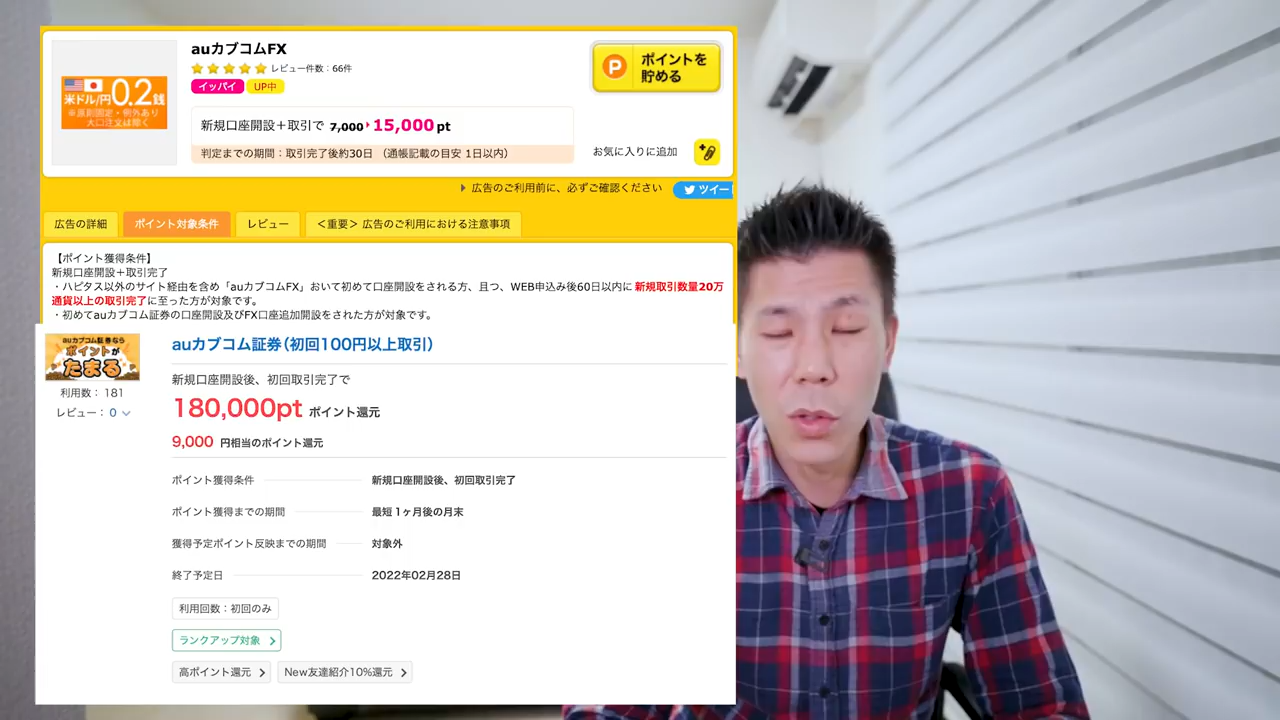 auカブコムFX
レビュー件数：66件
イッパイ UP中
米ドル/円0.2銭
※原則固定・例外あり
大口注文は除く
ポイントを
貯める
新規口座開設＋取引で 7,000 15,000 pt
判定までの期間：取引完了後約30日 （通帳記載の目安 1日以内）
お気に入りに追加
広告のご利用前に、必ずご確認ください
ツイー
広告の詳細 ポイント対象条件 レビュー ＜重要＞ 広告のご利用における注意事項
【ポイント獲得条件】
新規口座開設＋取引完了
・ハピタス以外のサイト経由を含め「auカブコムFX」おいて初めて口座開設をされる方、且つ、WEB申込み後60日以内に 新規取引数量20万
通貨以上の取引完了に至った方が対象です。
・初めてauカブコム証券の口座開設及びFX口座追加開設をされた方が対象です。
auカブコム証券なら
ポイントが
たまる
利用数： 181
レビュー： 0
auカブコム証券（初回100円以上取引）
新規口座開設後、初回取引完了で
180,000pt ポイント還元
9,000 円相当のポイント還元
ポイント獲得条件 新規口座開設後、初回取引完了
ポイント獲得までの期間 最短１ヶ月後の月末
獲得予定ポイント反映までの期間 対象外
終了予定日 2022年02月28日
利用回数：初回のみ
ランクアップ対象
高ポイント還元 New友達紹介10%還元